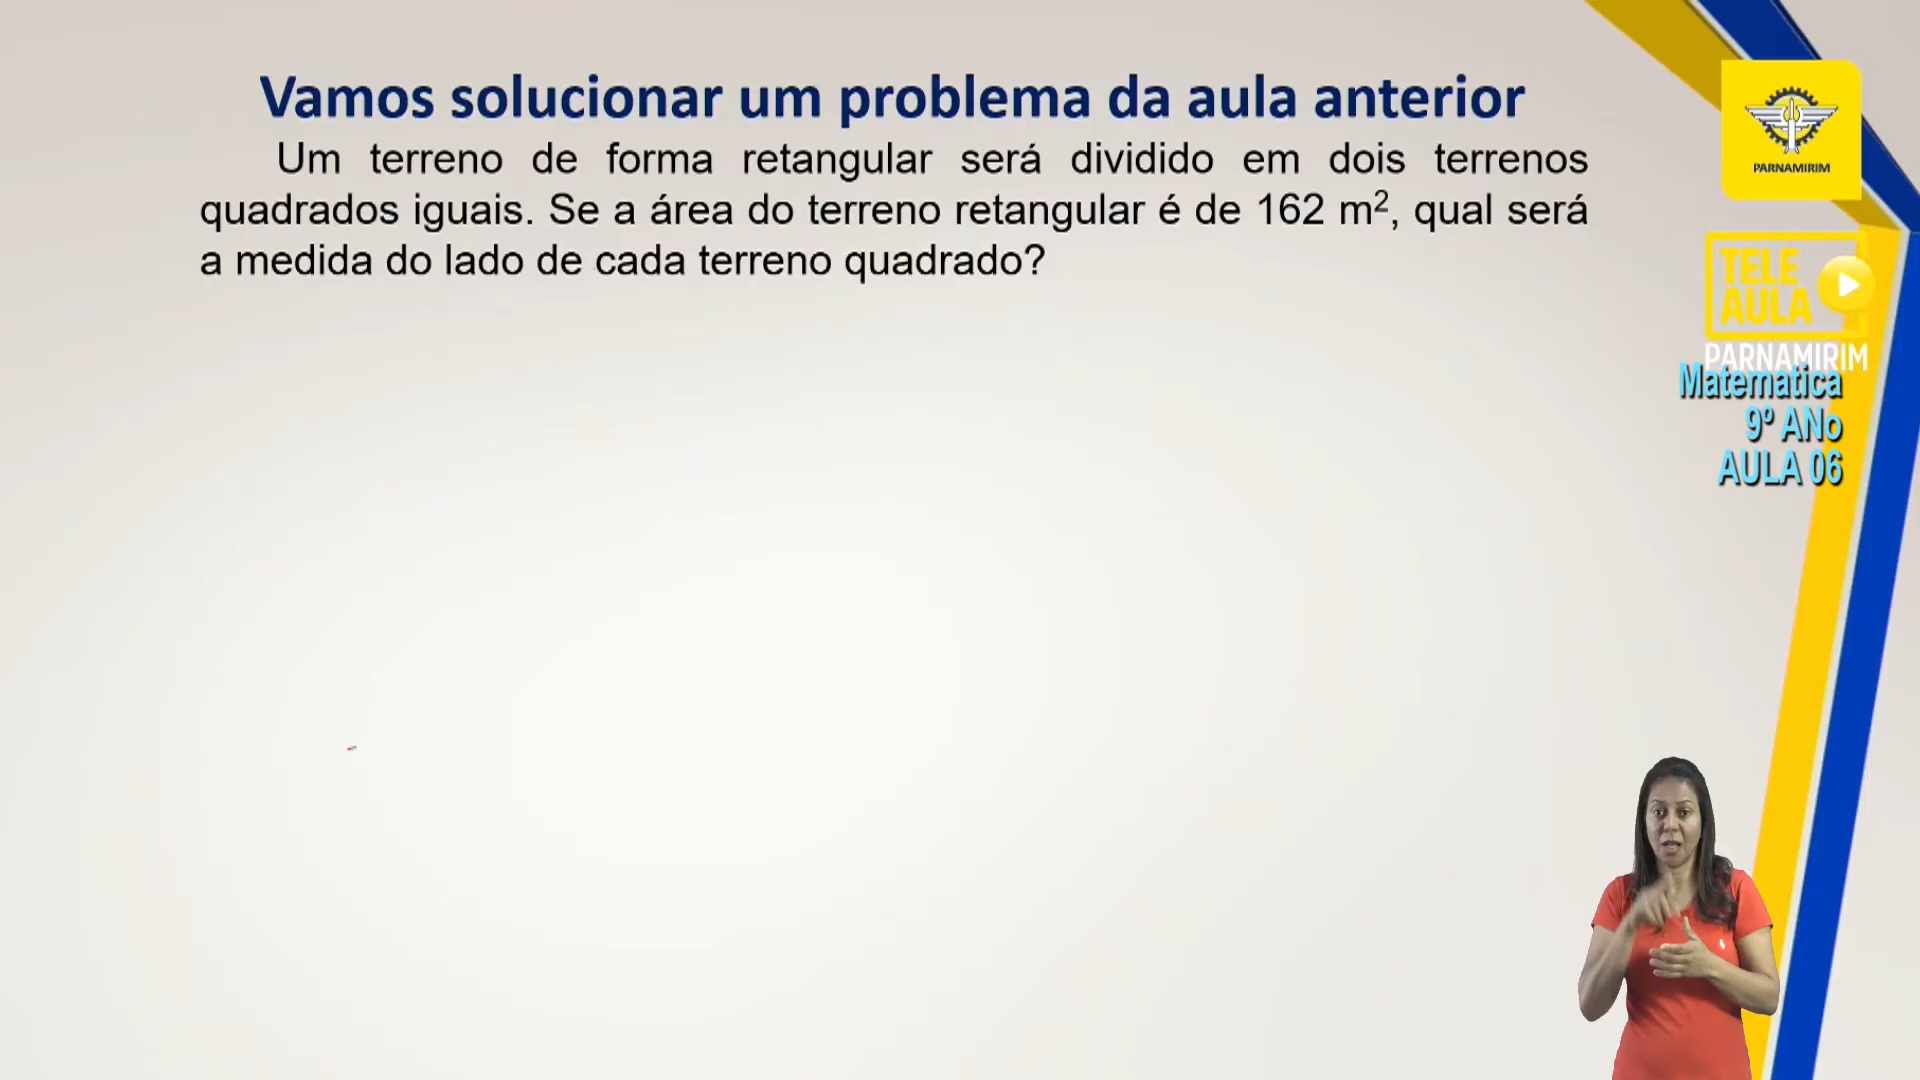 Vamos solucionar um problema da aula anterior
Um terreno de forma retangular será dividido em dois terrenos
quadrados iguais. Se a área do terreno retangular é de 162 m², qual será
a medida do lado de cada terreno quadrado?
PARNAMIRIM
TELE
AULA
PARNAMIRIM
Matematica
9º ANo
AULA 06